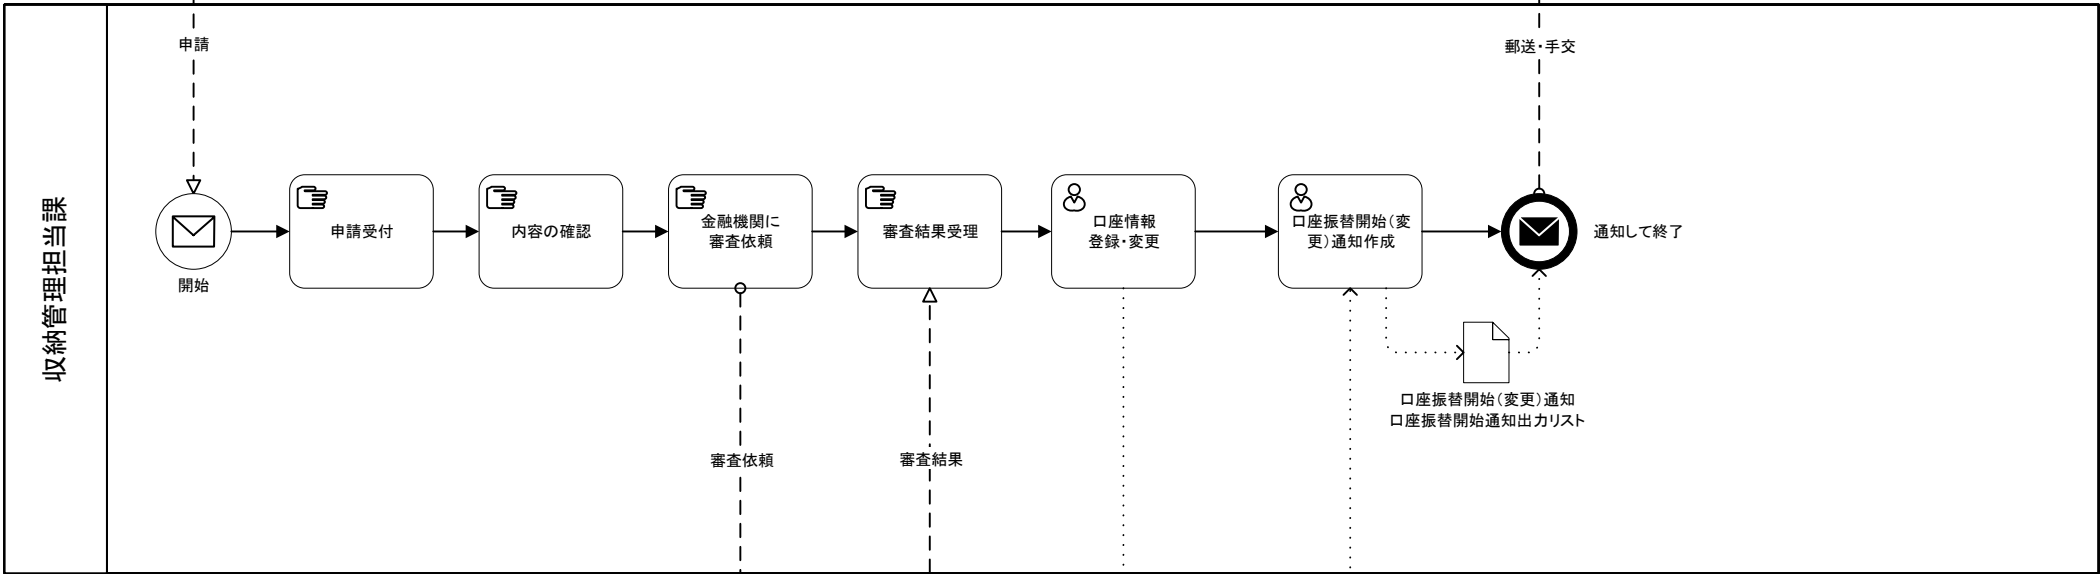 申請
郵送・手交
収納管理担当課
開始
申請受付
内容の確認
金融機関に
審査依頼
審査結果受理
口座情報
登録・変更
口座振替開始(変
更)通知作成
通知して終了
口座振替開始(変更)通知
口座振替開始通知出力リスト
審査依頼
審査結果